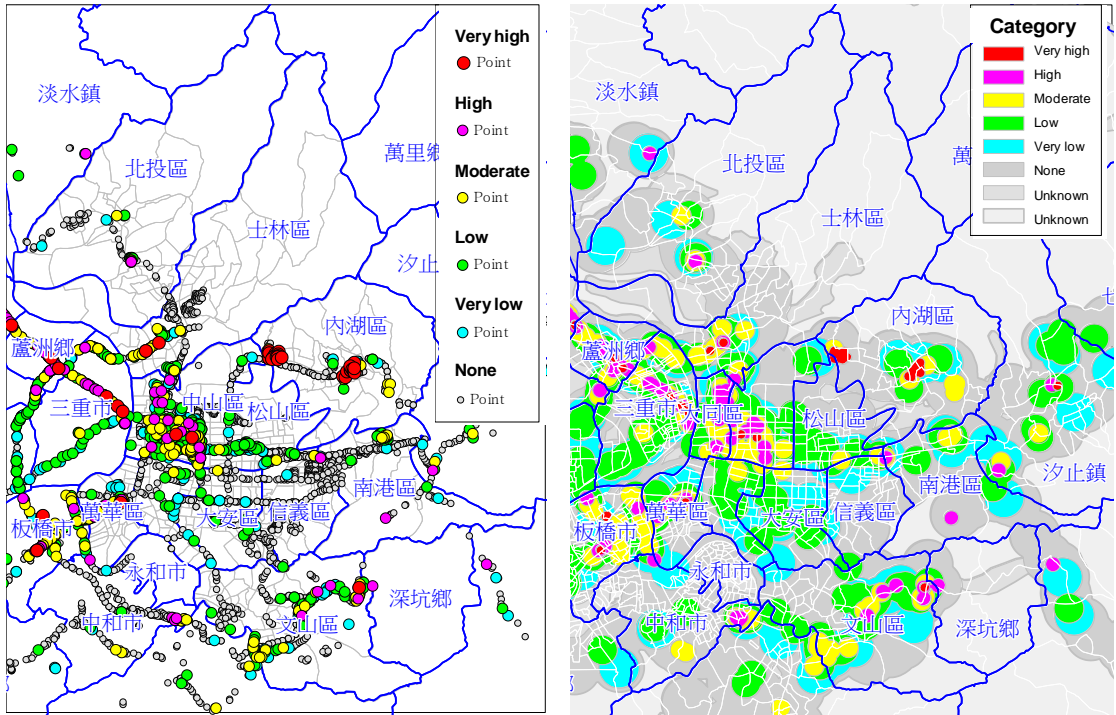 Very high
Point
High
Point
Moderate
Point
Low
Point
Very low
Point
None
Point
淡水鎮
北投區
萬里鄉
士林區
汐止
內湖區
蘆洲鄉
三重市
中山區
松山區
南港區
萬華區
大安區
信義區
板橋市
永和市
中和市
文山區
深坑鄉
Category
Very high
High
Moderate
Low
Very low
None
Unknown
Unknown
淡水鎮
北投區
萬
士林區
內湖區
蘆洲鄉
三重市
大同區
松山區
汐止鎮
南港區
萬華區
大安區
信義區
板橋市
永和市
中和市
文山區
深坑鄉